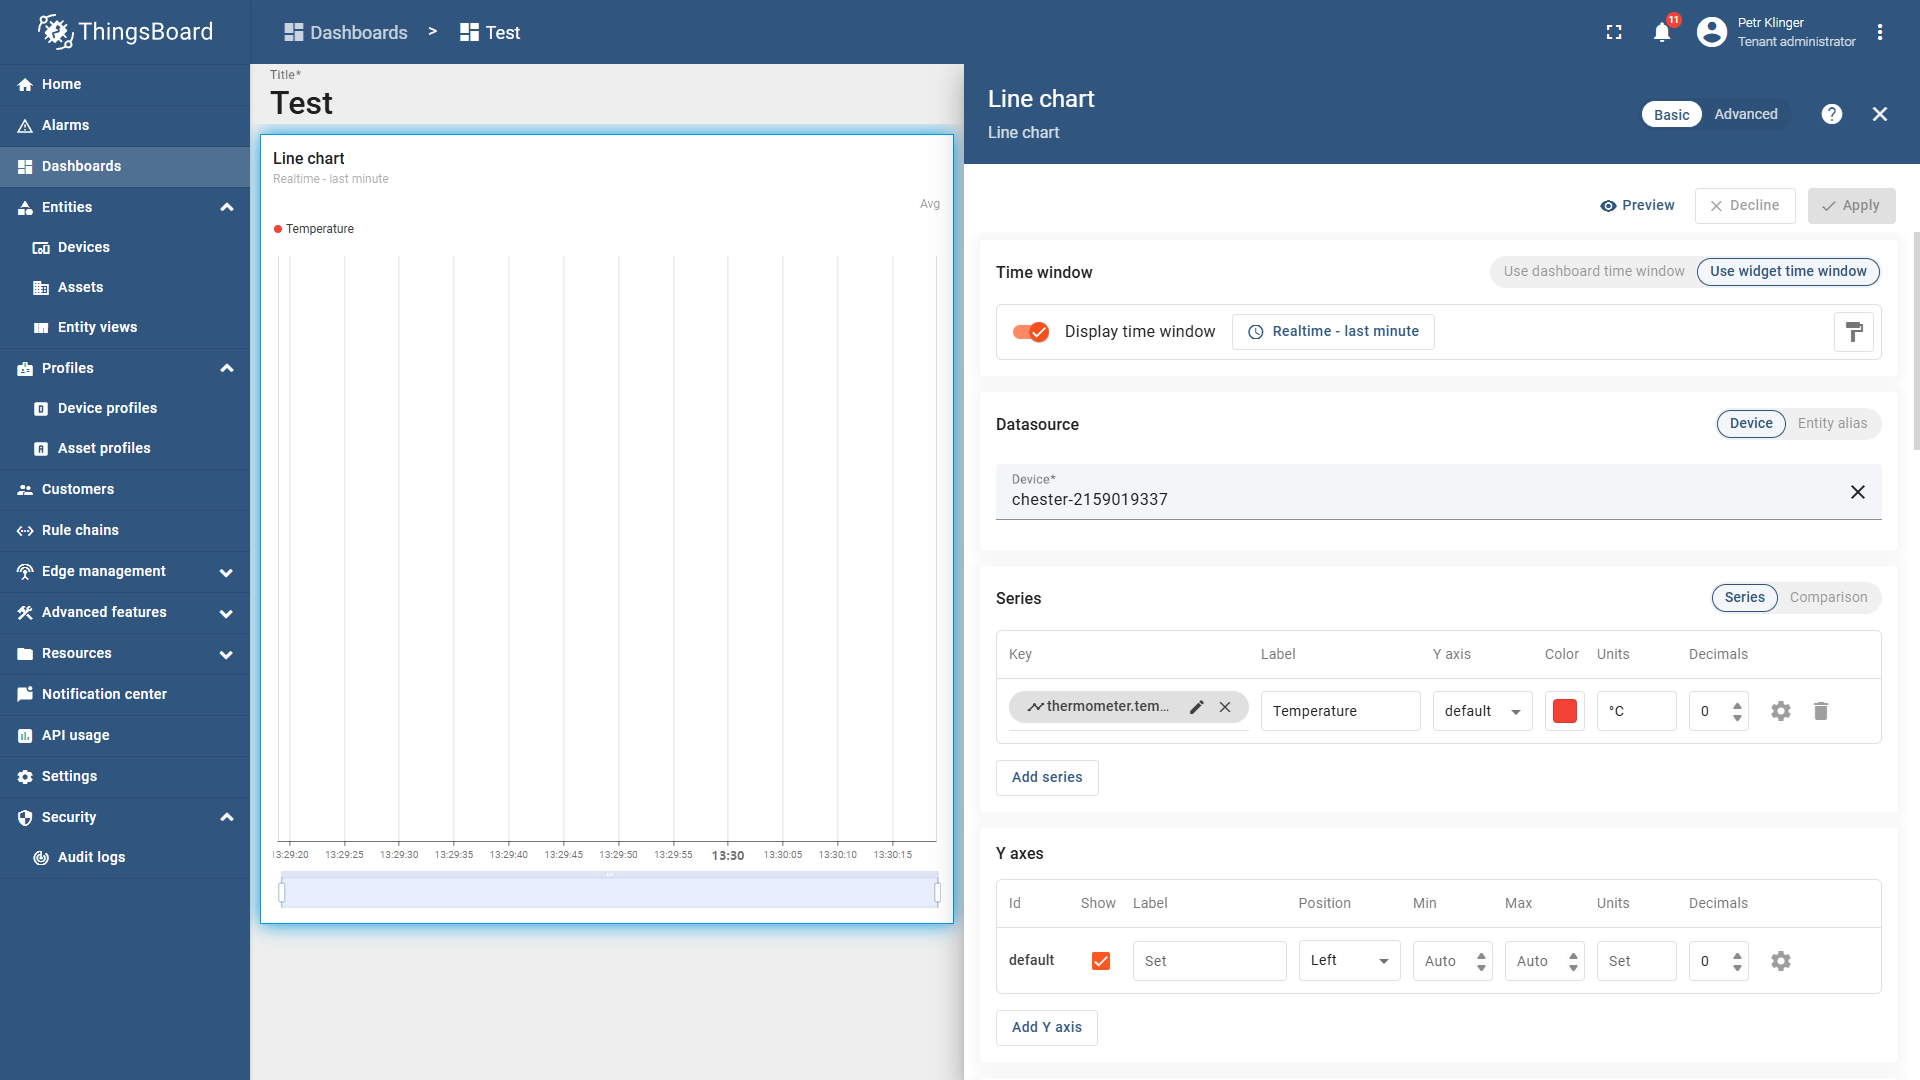 ThingsBoard
Dashboards > Test
11
Petr Klinger
Tenant administrator
Home
Alarms
Dashboards
Entities
Devices
Assets
Entity views
Profiles
Device profiles
Asset profiles
Customers
Rule chains
Edge management
Advanced features
Resources
Notification center
API usage
Settings
Security
Audit logs
Title*
Test
Line chart
Realtime - last minute
Avg
Temperature
13:29:20 13:29:25 13:29:30 13:29:35 13:29:40 13:29:45 13:29:50 13:29:55 13:30 13:30:05 13:30:10 13:30:15
Line chart
Line chart
Basic Advanced
Preview Decline Apply
Time window
Use dashboard time window Use widget time window
Display time window Realtime - last minute
Datasource
Device Entity alias
Device*
chester-2159019337
Series
Series Comparison
Key Label Y axis Color Units Decimals
thermometer.tem... Temperature default °C 0
Add series
Y axes
Id Show Label Position Min Max Units Decimals
default Set Left Auto Auto Set 0
Add Y axis